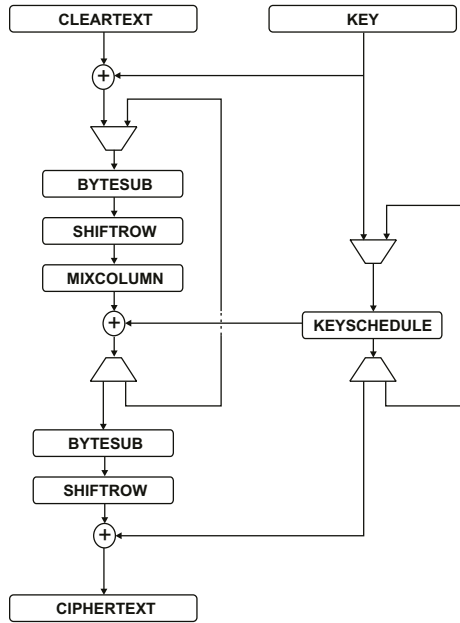 CLEARTEXT
KEY
+
BYTESUB
SHIFTROW
MIXCOLUMN
+
KEYSCHEDULE
BYTESUB
SHIFTROW
+
CIPHERTEXT